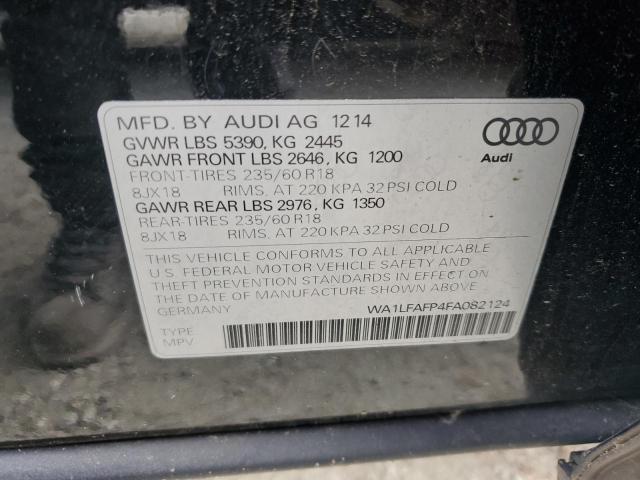 MFD. BY AUDI AG 12 14
GVWR LBS 5390, KG 2445
GAWR FRONT LBS 2646, KG 1200
FRONT-TIRES 235/60 R18
8JX18 RIMS, AT 220 KPA 32 PSI COLD
GAWR REAR LBS 2976, KG 1350
REAR-TIRES 235/60 R18
8JX18 RIMS, AT 220 KPA 32 PSI COLD
Audi
THIS VEHICLE CONFORMS TO ALL APPLICABLE
U.S. FEDERAL MOTOR VEHICLE SAFETY AND
THEFT PREVENTION STANDARDS IN EFFECT ON
THE DATE OF MANUFACTURE SHOWN ABOVE.
GERMANY WA1LFAFP4FA082124
TYPE
MPV